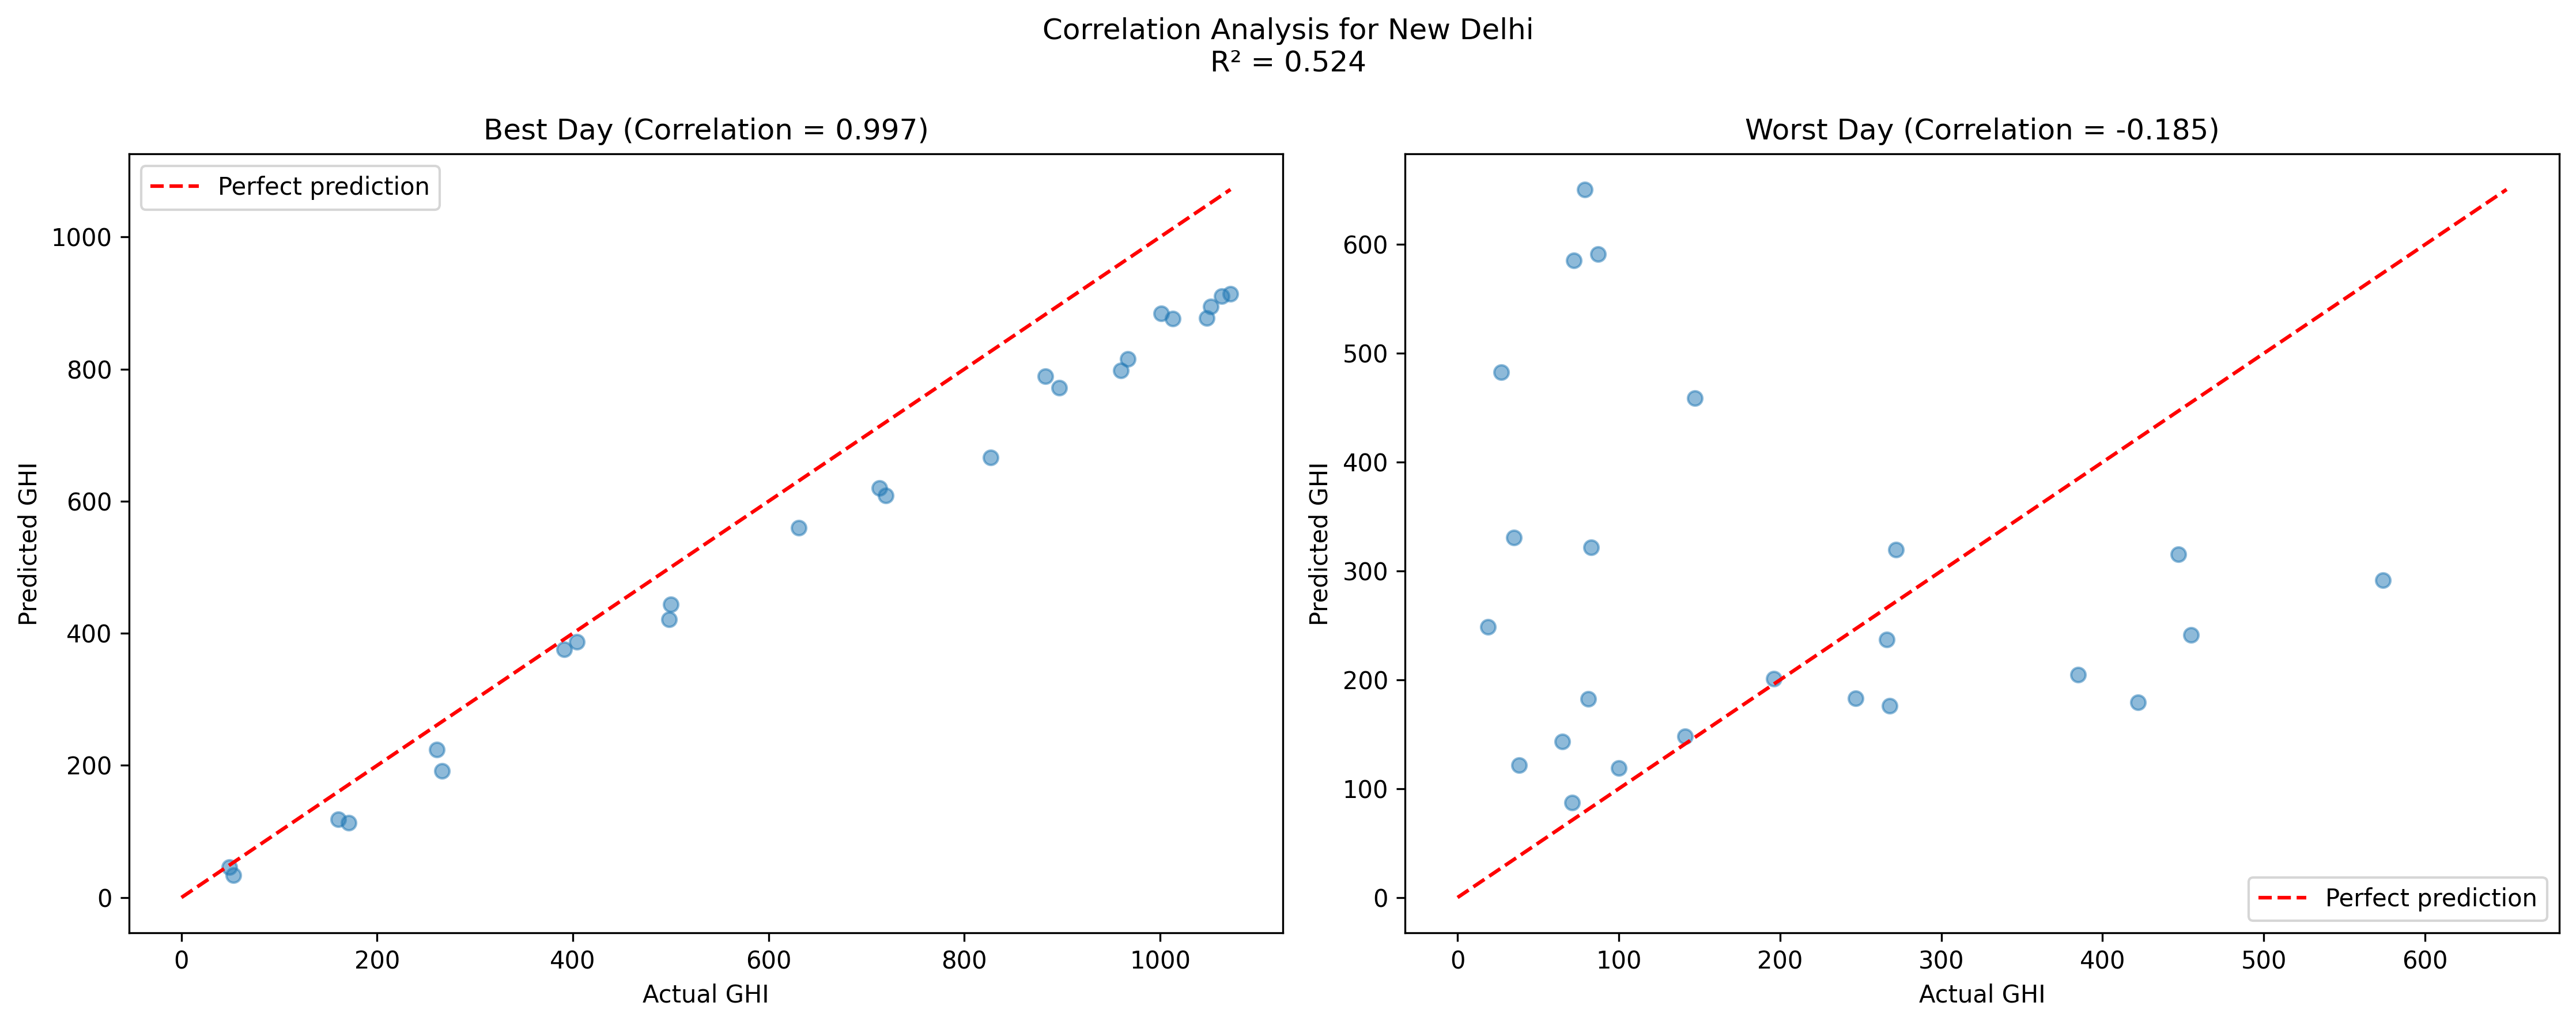 Correlation Analysis for New Delhi
R² = 0.524
Best Day (Correlation = 0.997)
Perfect prediction
Predicted GHI
1000
800
600
400
200
0
0 200 400 600 800 1000
Actual GHI
Worst Day (Correlation = -0.185)
Predicted GHI
600
500
400
300
200
100
0
Perfect prediction
0 100 200 300 400 500 600
Actual GHI